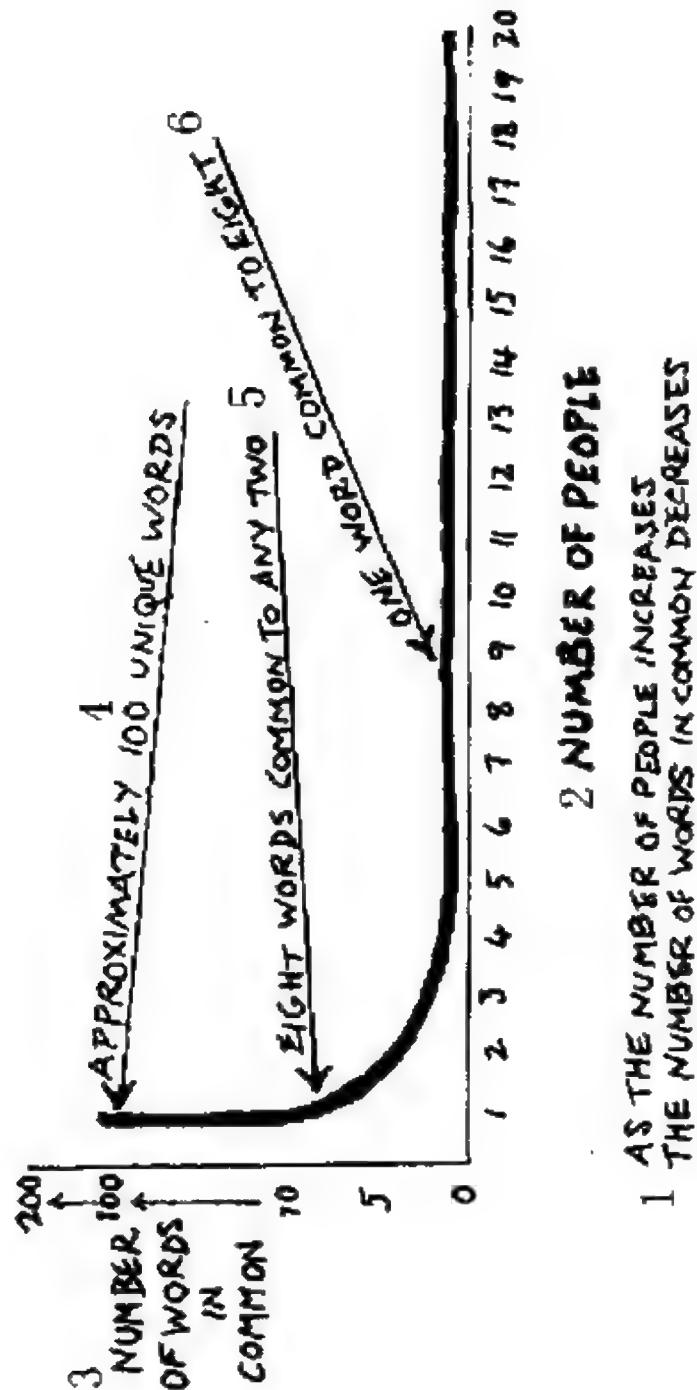 200
100
3 NUMBER
OF WORDS
IN
COMMON
10
5
0
1
APPROXIMATELY 100 UNIQUE WORDS
EIGHT WORDS COMMON TO ANY TWO 5
ONE WORD COMMON TO EIGHT 6
1 2 3 4 5 6 7 8 9 10 11 12 13 14 15 16 17 18 19 20
2 NUMBER OF PEOPLE
1 AS THE NUMBER OF PEOPLE INCREASES
THE NUMBER OF WORDS IN COMMON DECREASES